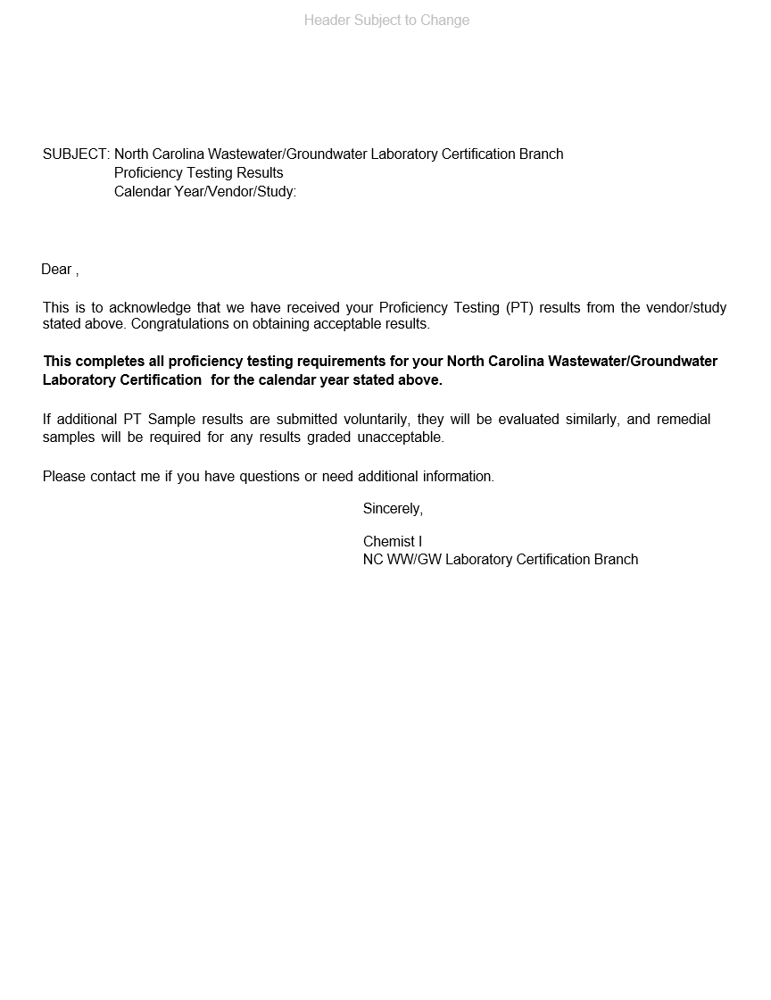 Header Subject to Change
SUBJECT: North Carolina Wastewater/Groundwater Laboratory Certification Branch
Proficiency Testing Results
Calendar Year/Vendor/Study:
Dear ,
This is to acknowledge that we have received your Proficiency Testing (PT) results from the vendor/study
stated above. Congratulations on obtaining acceptable results.
This completes all proficiency testing requirements for your North Carolina Wastewater/Groundwater
Laboratory Certification  for the calendar year stated above.
If additional PT Sample results are submitted voluntarily, they will be evaluated similarly, and remedial
samples will be required for any results graded unacceptable.
Please contact me if you have questions or need additional information.
Sincerely,
Chemist I
NC WW/GW Laboratory Certification Branch